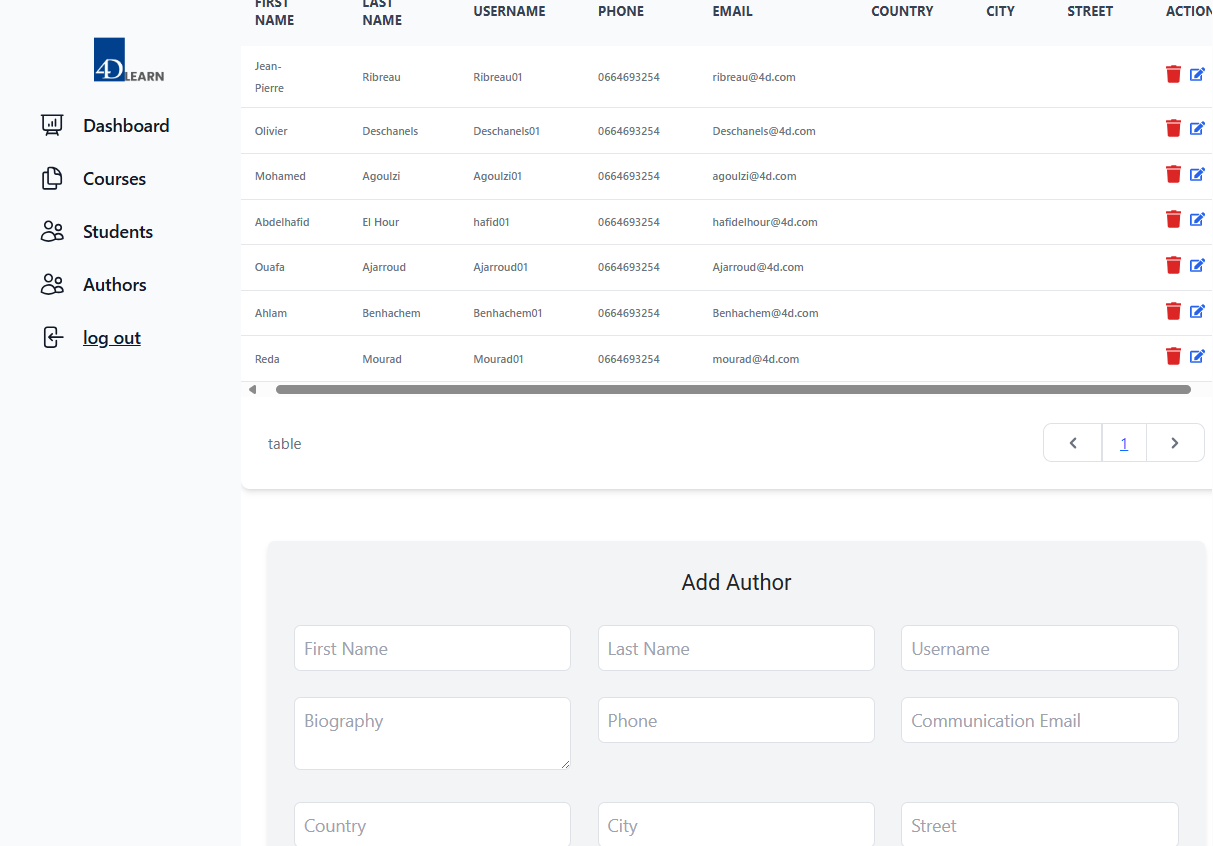 FIRST NAME LAST NAME USERNAME PHONE EMAIL COUNTRY CITY STREET ACTION
4D LEARN
Dashboard
Courses
Students
Authors
log out
Jean-Pierre Ribreau Ribreau01 0664693254 ribreau@4d.com
Olivier Deschanels Deschanels01 0664693254 Deschanels@4d.com
Mohamed Agoulzi Agoulzi01 0664693254 agoulzi@4d.com
Abdelhafid El Hour hafid01 0664693254 hafidelhour@4d.com
Ouafa Ajarroud Ajarroud01 0664693254 Ajarroud@4d.com
Ahlam Benhachem Benhachem01 0664693254 Benhachem@4d.com
Reda Mourad Mourad01 0664693254 mourad@4d.com
table 1
Add Author
First Name Last Name Username
Biography Phone Communication Email
Country City Street